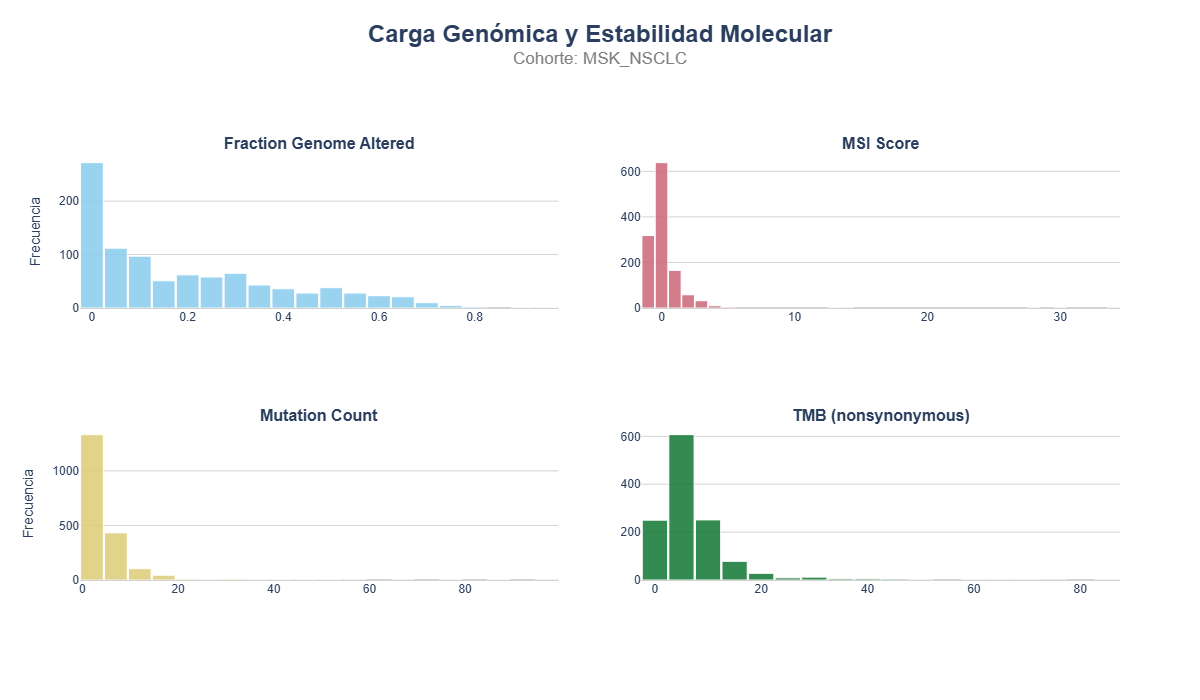 Carga Genómica y Estabilidad Molecular
Cohorte: MSK_NSCLC
Fraction Genome Altered
Frecuencia
200
100
0
0 0.2 0.4 0.6 0.8
MSI Score
600
400
200
0
0 10 20 30
Mutation Count
Frecuencia
1000
500
0
0 20 40 60 80
TMB (nonsynonymous)
600
400
200
0
0 20 40 60 80